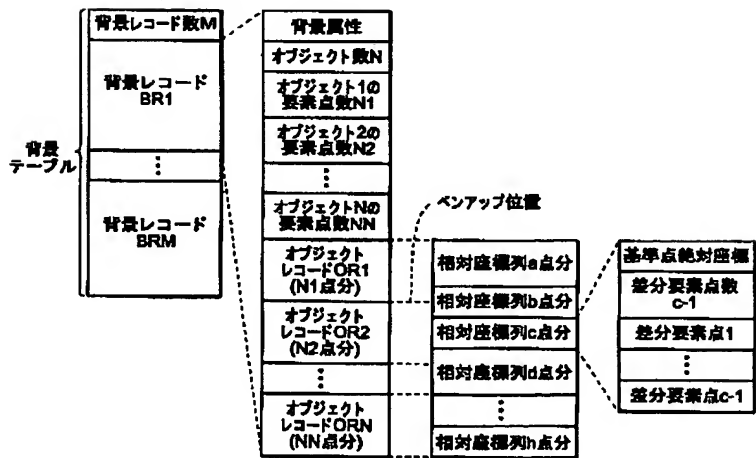 背景レコード数M
背景レコード
BR1
⋮
背景レコード
BRM
背景
テーブル
背景属性
オブジェクト数N
オブジェクト1の
要素点数N1
オブジェクト2の
要素点数N2
⋮
オブジェクトNの
要素点数NN
オブジェクト
レコードOR1
(N1点分)
オブジェクト
レコードOR2
(N2点分)
⋮
オブジェクト
レコードORN
(NN点分)
ペンアップ位置
相対座標列a点分
相対座標列b点分
相対座標列c点分
相対座標列d点分
⋮
相対座標列h点分
基準点絶対座標
差分要素点数
c-1
差分要素点1
⋮
差分要素点c-1